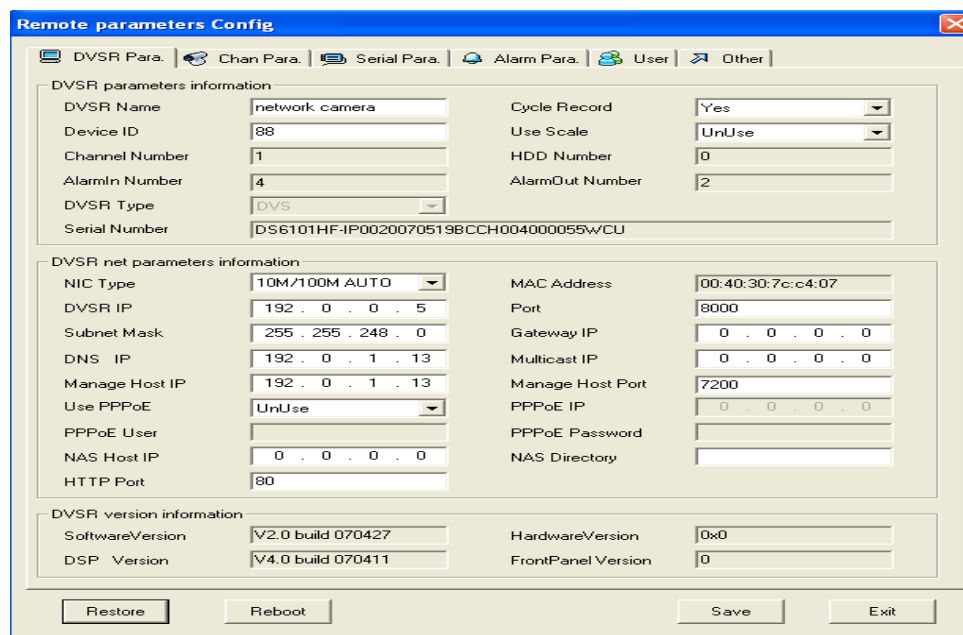 Remote parameters Config
DVSR Para. Chan Para. Serial Para. Alarm Para. User Other
DVSR parameters information
DVSR Name network camera Cycle Record Yes
Device ID 88 Use Scale UnUse
Channel Number 1 HDD Number 0
AlarmIn Number 4 AlarmOut Number 2
DVSR Type DVS
Serial Number DS6101HF-IP0020070519BCCH004000055WCU
DVSR net parameters information
NIC Type 10M/100M AUTO MAC Address 00:40:30:7c:c4:07
DVSR IP 192 . 0 . 0 . 5 Port 8000
Subnet Mask 255 . 255 . 248 . 0 Gateway IP 0 . 0 . 0 . 0
DNS IP 192 . 0 . 1 . 13 Multicast IP 0 . 0 . 0 . 0
Manage Host IP 192 . 0 . 1 . 13 Manage Host Port 7200
Use PPPoE UnUse PPPoE IP 0 . 0 . 0 . 0
PPPoE User PPPoE Password
NAS Host IP 0 . 0 . 0 . 0 NAS Directory
HTTP Port 80
DVSR version information
SoftwareVersion V2.0 build 070427 HardwareVersion 0x0
DSP Version V4.0 build 070411 FrontPanel Version 0
Restore Reboot Save Exit